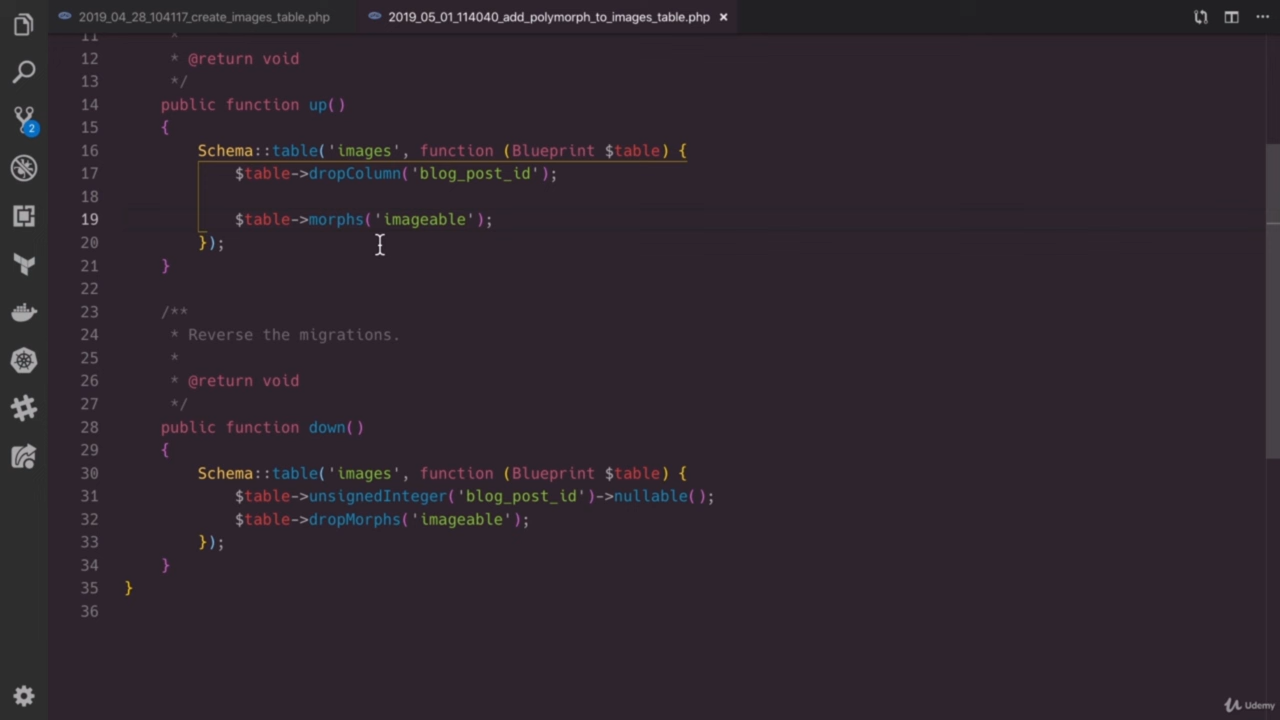 2019_04_28_104117_create_images_table.php
2019_05_01_114040_add_polymorph_to_images_table.php
11 *
12 * @return void
13 */
14 public function up()
15 {
16 Schema::table('images', function (Blueprint $table) {
17 $table->dropColumn('blog_post_id');
18
19 $table->morphs('imageable');
20 });
21 }
22
23 /**
24 * Reverse the migrations.
25 *
26 * @return void
27 */
28 public function down()
29 {
30 Schema::table('images', function (Blueprint $table) {
31 $table->unsignedInteger('blog_post_id')->nullable();
32 $table->dropMorphs('imageable');
33 });
34 }
35 }
36
2
Udemy